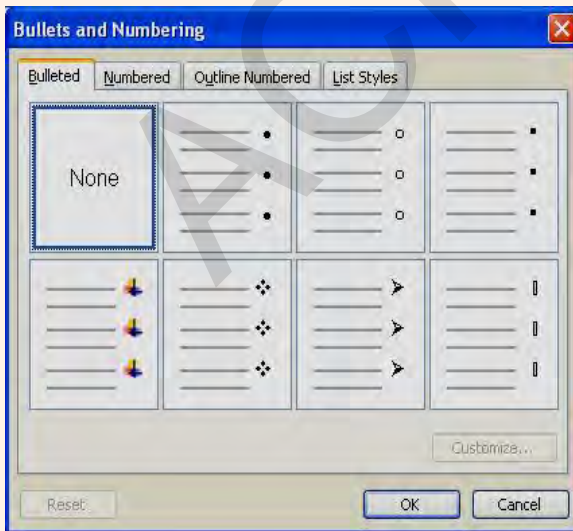 Bullets and Numbering
Bulleted Numbered Outline Numbered List Styles
None
Customize...
Reset OK Cancel